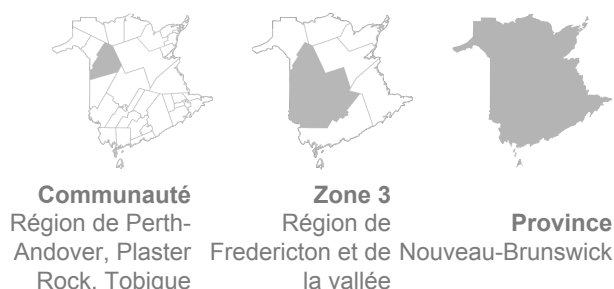 Communauté
Région de Perth-
Andover, Plaster
Rock, Tobique
Zone 3
Région de
Fredericton et de
la vallée
Province
Nouveau-Brunswick